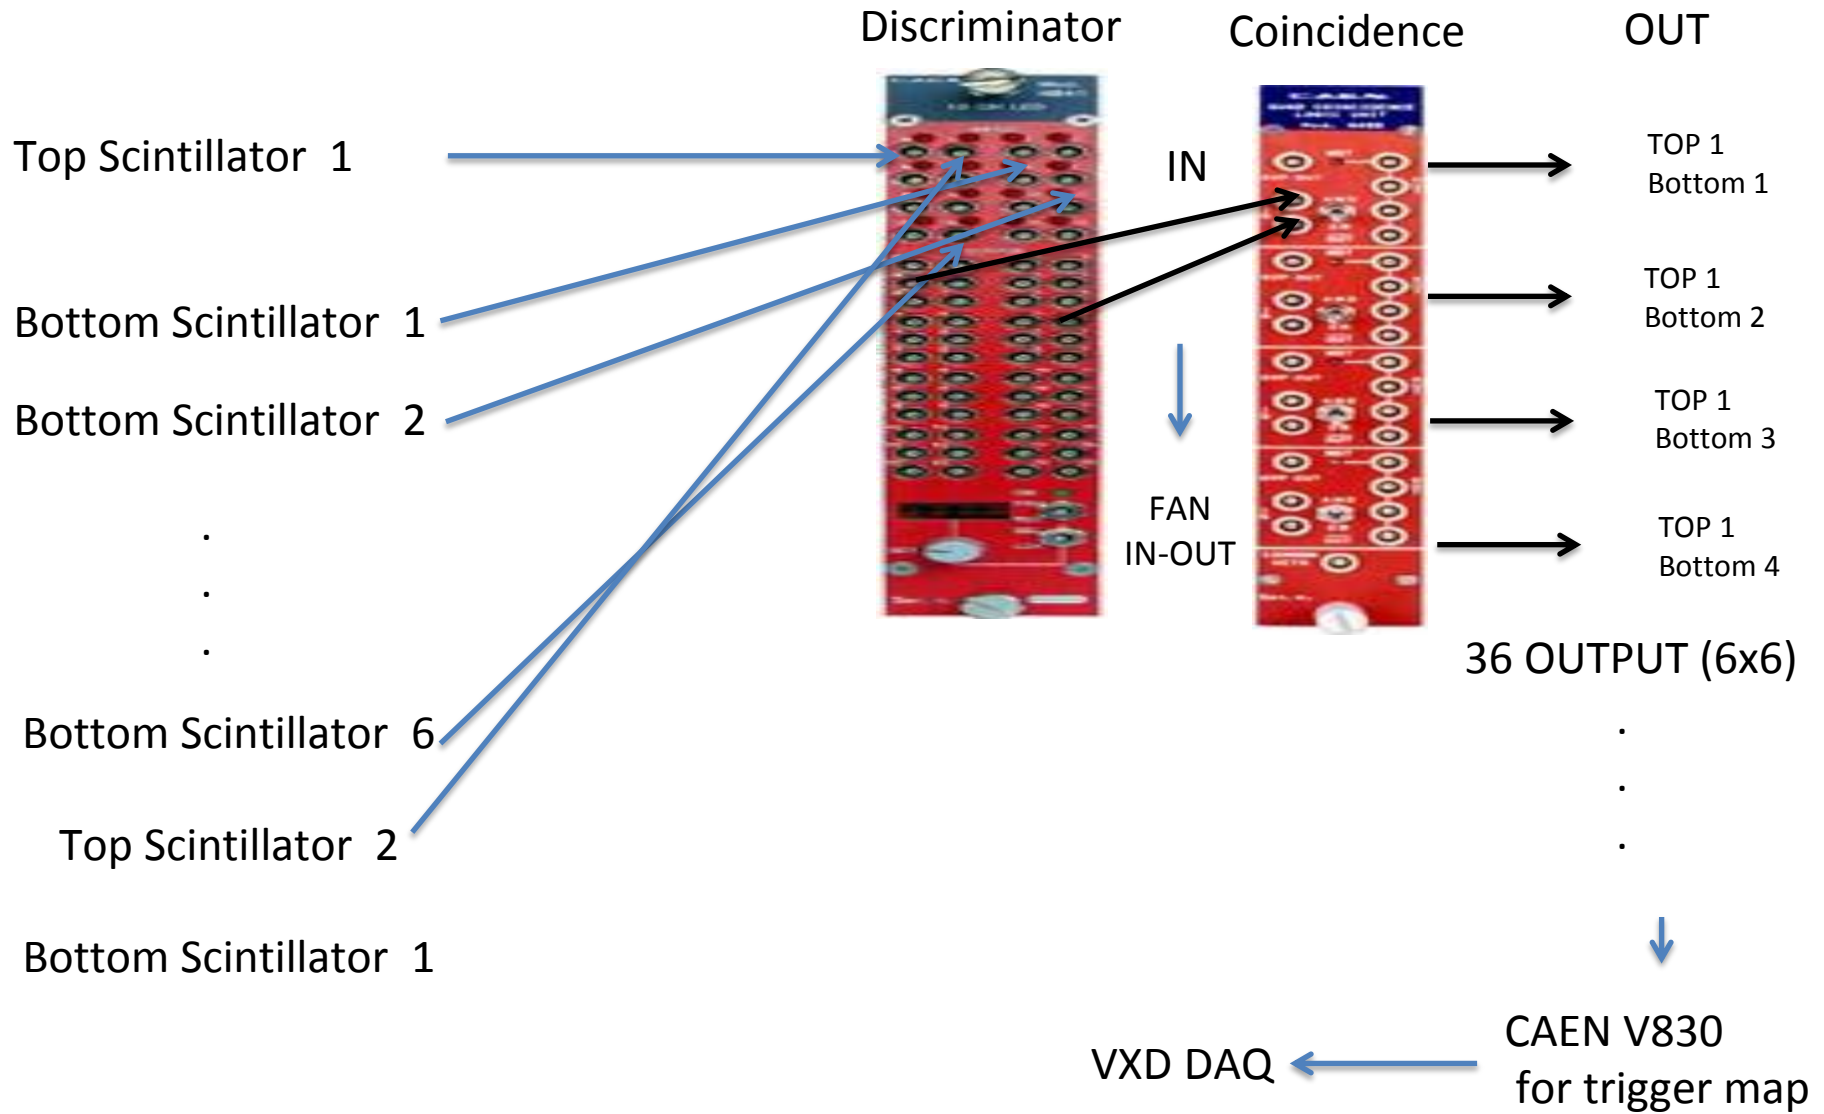 Discriminator
Coincidence
OUT
Top Scintillator 1
IN
TOP 1
Bottom 1
Bottom Scintillator 1
TOP 1
Bottom 2
Bottom Scintillator 2
TOP 1
Bottom 3
.
.
.
FAN
IN-OUT
TOP 1
Bottom 4
36 OUTPUT (6x6)
Bottom Scintillator 6
.
.
.
Top Scintillator 2
Bottom Scintillator 1
CAEN V830
for trigger map
VXD DAQ